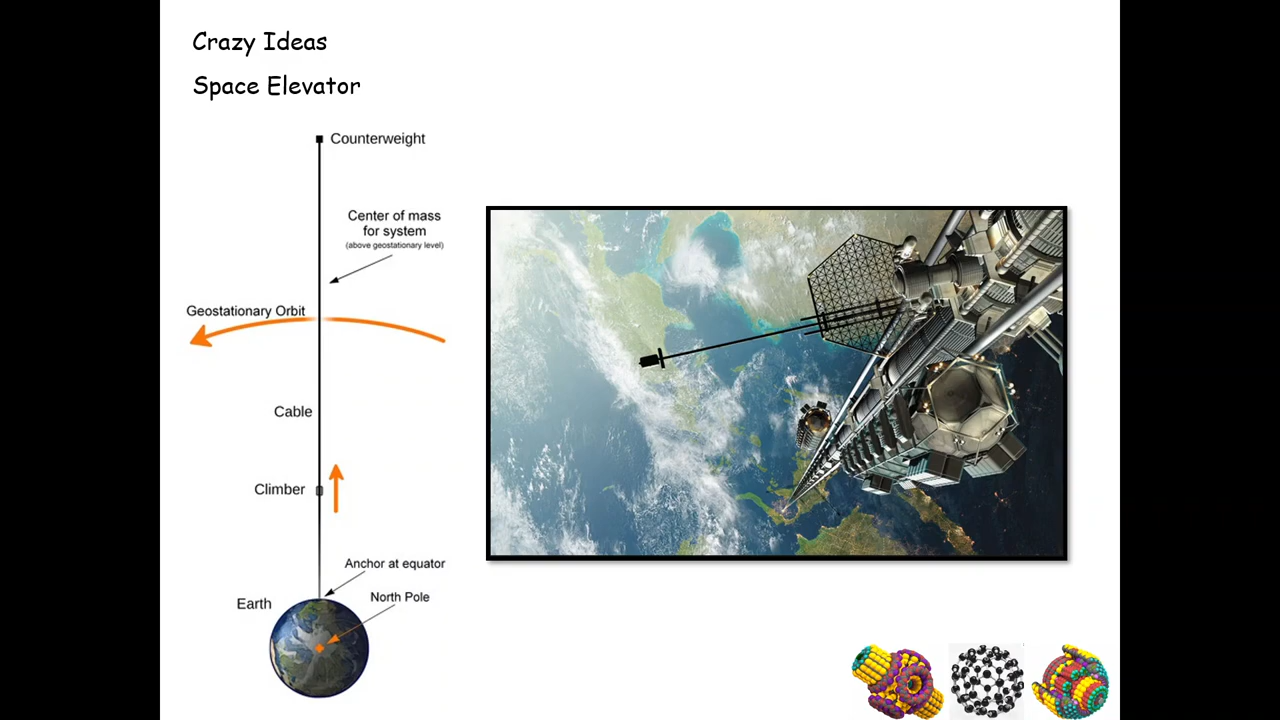 Crazy Ideas
Space Elevator
Counterweight
Center of mass
for system
(above geostationary level)
Geostationary Orbit
Cable
Climber
Anchor at equator
North Pole
Earth